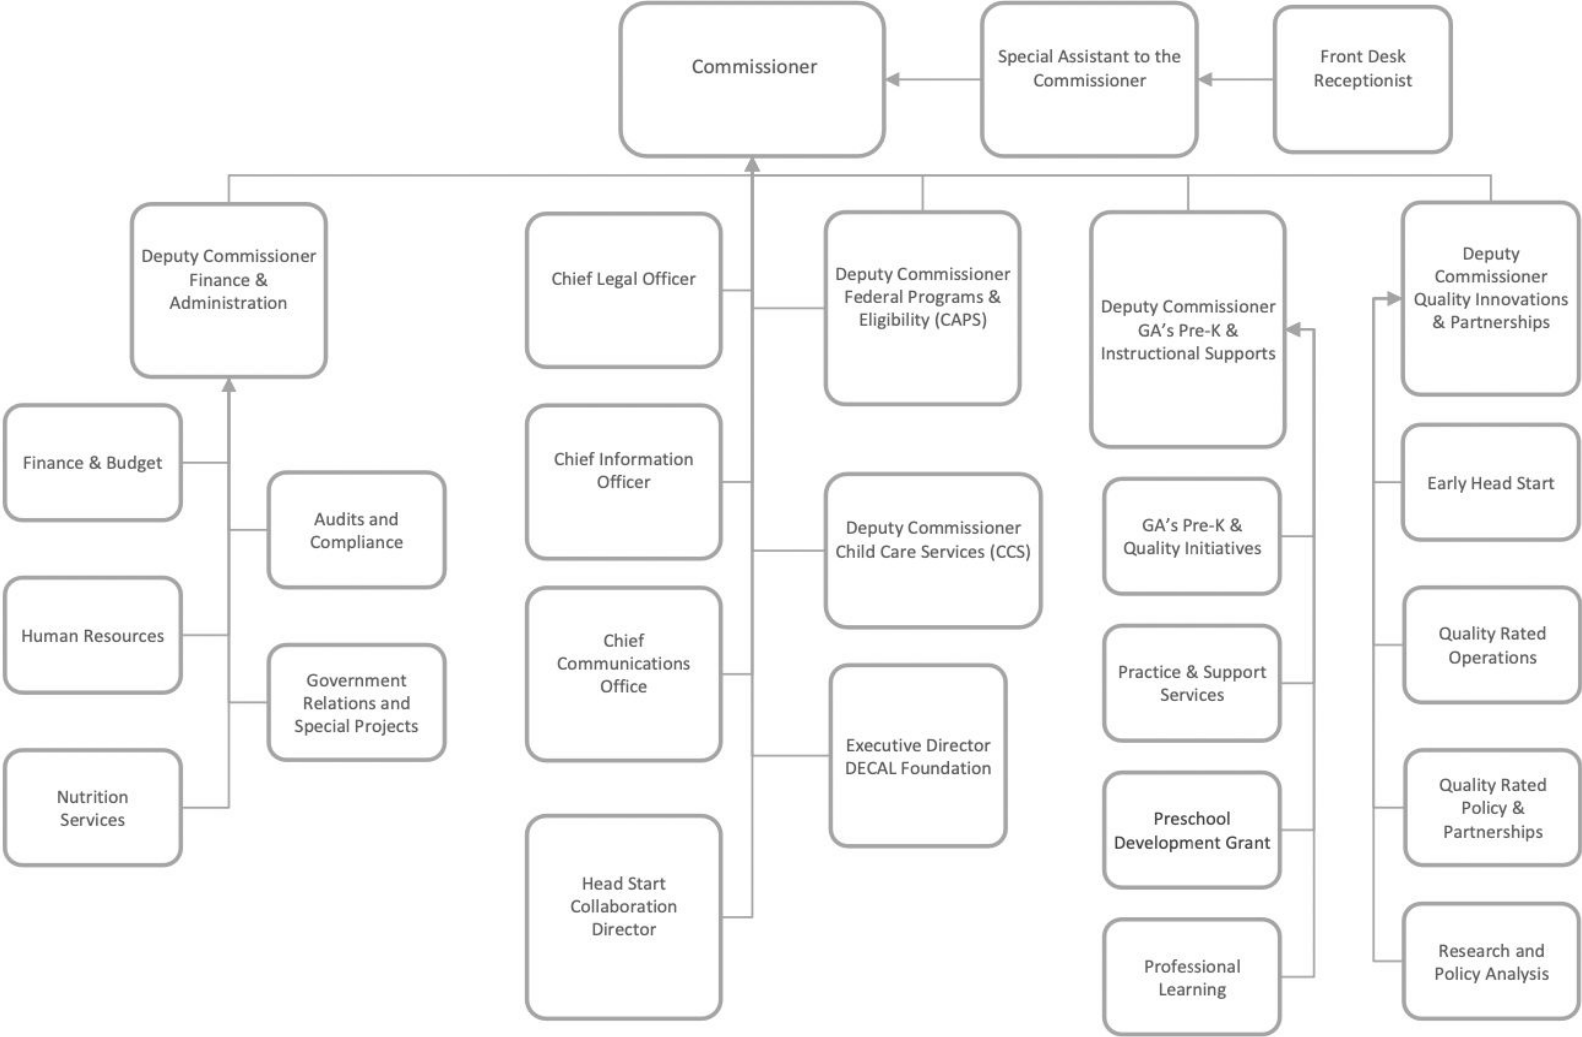 Commissioner
Special Assistant to the
Commissioner
Front Desk
Receptionist
Deputy Commissioner
Finance &
Administration
Finance & Budget
Audits and
Compliance
Human Resources
Government
Relations and
Special Projects
Nutrition
Services
Chief Legal Officer
Chief Information
Officer
Chief
Communications
Office
Head Start
Collaboration
Director
Deputy Commissioner
Federal Programs &
Eligibility (CAPS)
Deputy Commissioner
Child Care Services (CCS)
Executive Director
DECAL Foundation
Deputy Commissioner
GA’s Pre-K &
Instructional Supports
GA’s Pre-K &
Quality Initiatives
Practice & Support
Services
Preschool
Development Grant
Professional
Learning
Deputy
Commissioner
Quality Innovations
& Partnerships
Early Head Start
Quality Rated
Operations
Quality Rated
Policy &
Partnerships
Research and
Policy Analysis